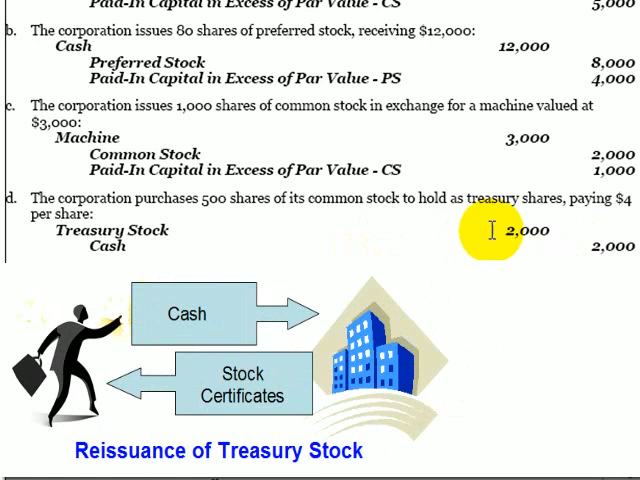 Paid-In Capital in Excess of Par Value - CS 5,000
b. The corporation issues 80 shares of preferred stock, receiving $12,000:
Cash 12,000
Preferred Stock 8,000
Paid-In Capital in Excess of Par Value - PS 4,000
c. The corporation issues 1,000 shares of common stock in exchange for a machine valued at
$3,000:
Machine 3,000
Common Stock 2,000
Paid-In Capital in Excess of Par Value - CS 1,000
d. The corporation purchases 500 shares of its common stock to hold as treasury shares, paying $4
per share:
Treasury Stock 2,000
Cash 2,000
Cash
Stock
Certificates
Reissuance of Treasury Stock